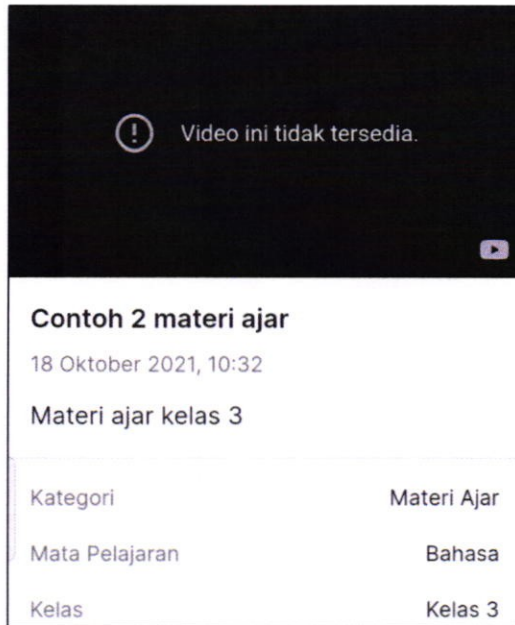 Video ini tidak tersedia.
Contoh 2 materi ajar
18 Oktober 2021, 10:32
Materi ajar kelas 3
Kategori Materi Ajar
Mata Pelajaran Bahasa
Kelas Kelas 3